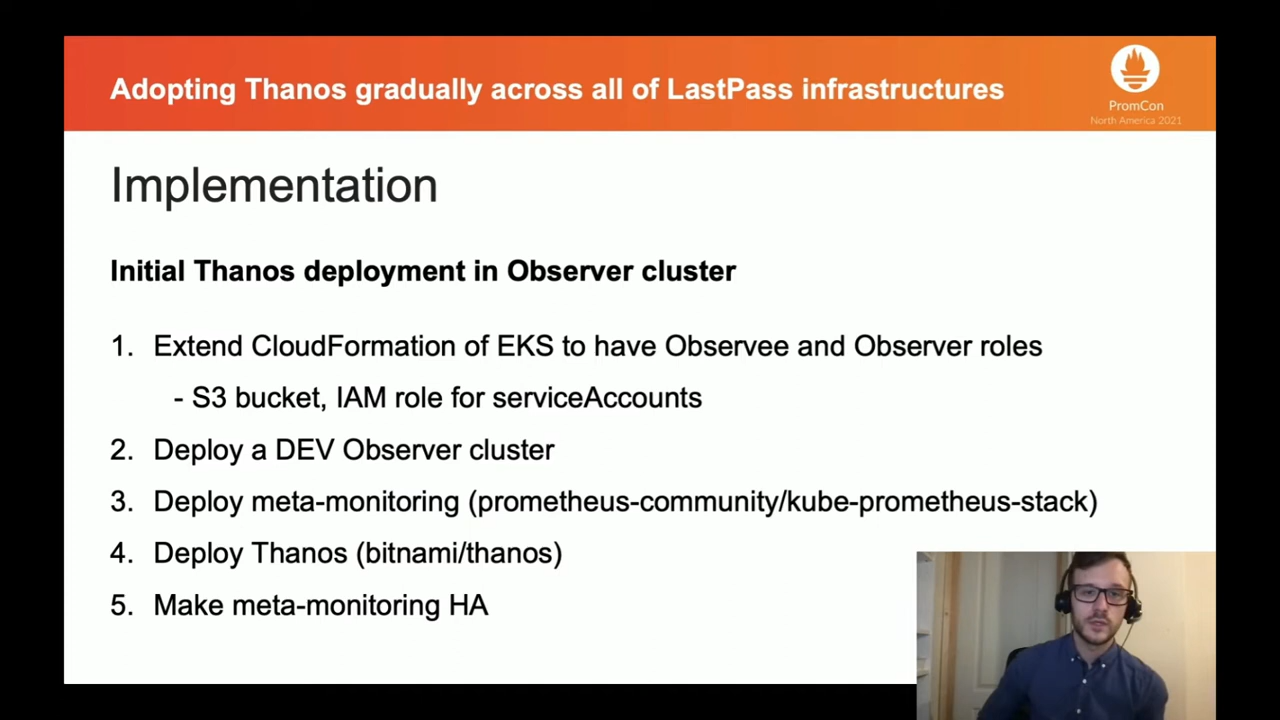 Adopting Thanos gradually across all of LastPass infrastructures
PromCon
North America 2021
Implementation
Initial Thanos deployment in Observer cluster
1. Extend CloudFormation of EKS to have Observee and Observer roles
- S3 bucket, IAM role for serviceAccounts
2. Deploy a DEV Observer cluster
3. Deploy meta-monitoring (prometheus-community/kube-prometheus-stack)
4. Deploy Thanos (bitnami/thanos)
5. Make meta-monitoring HA